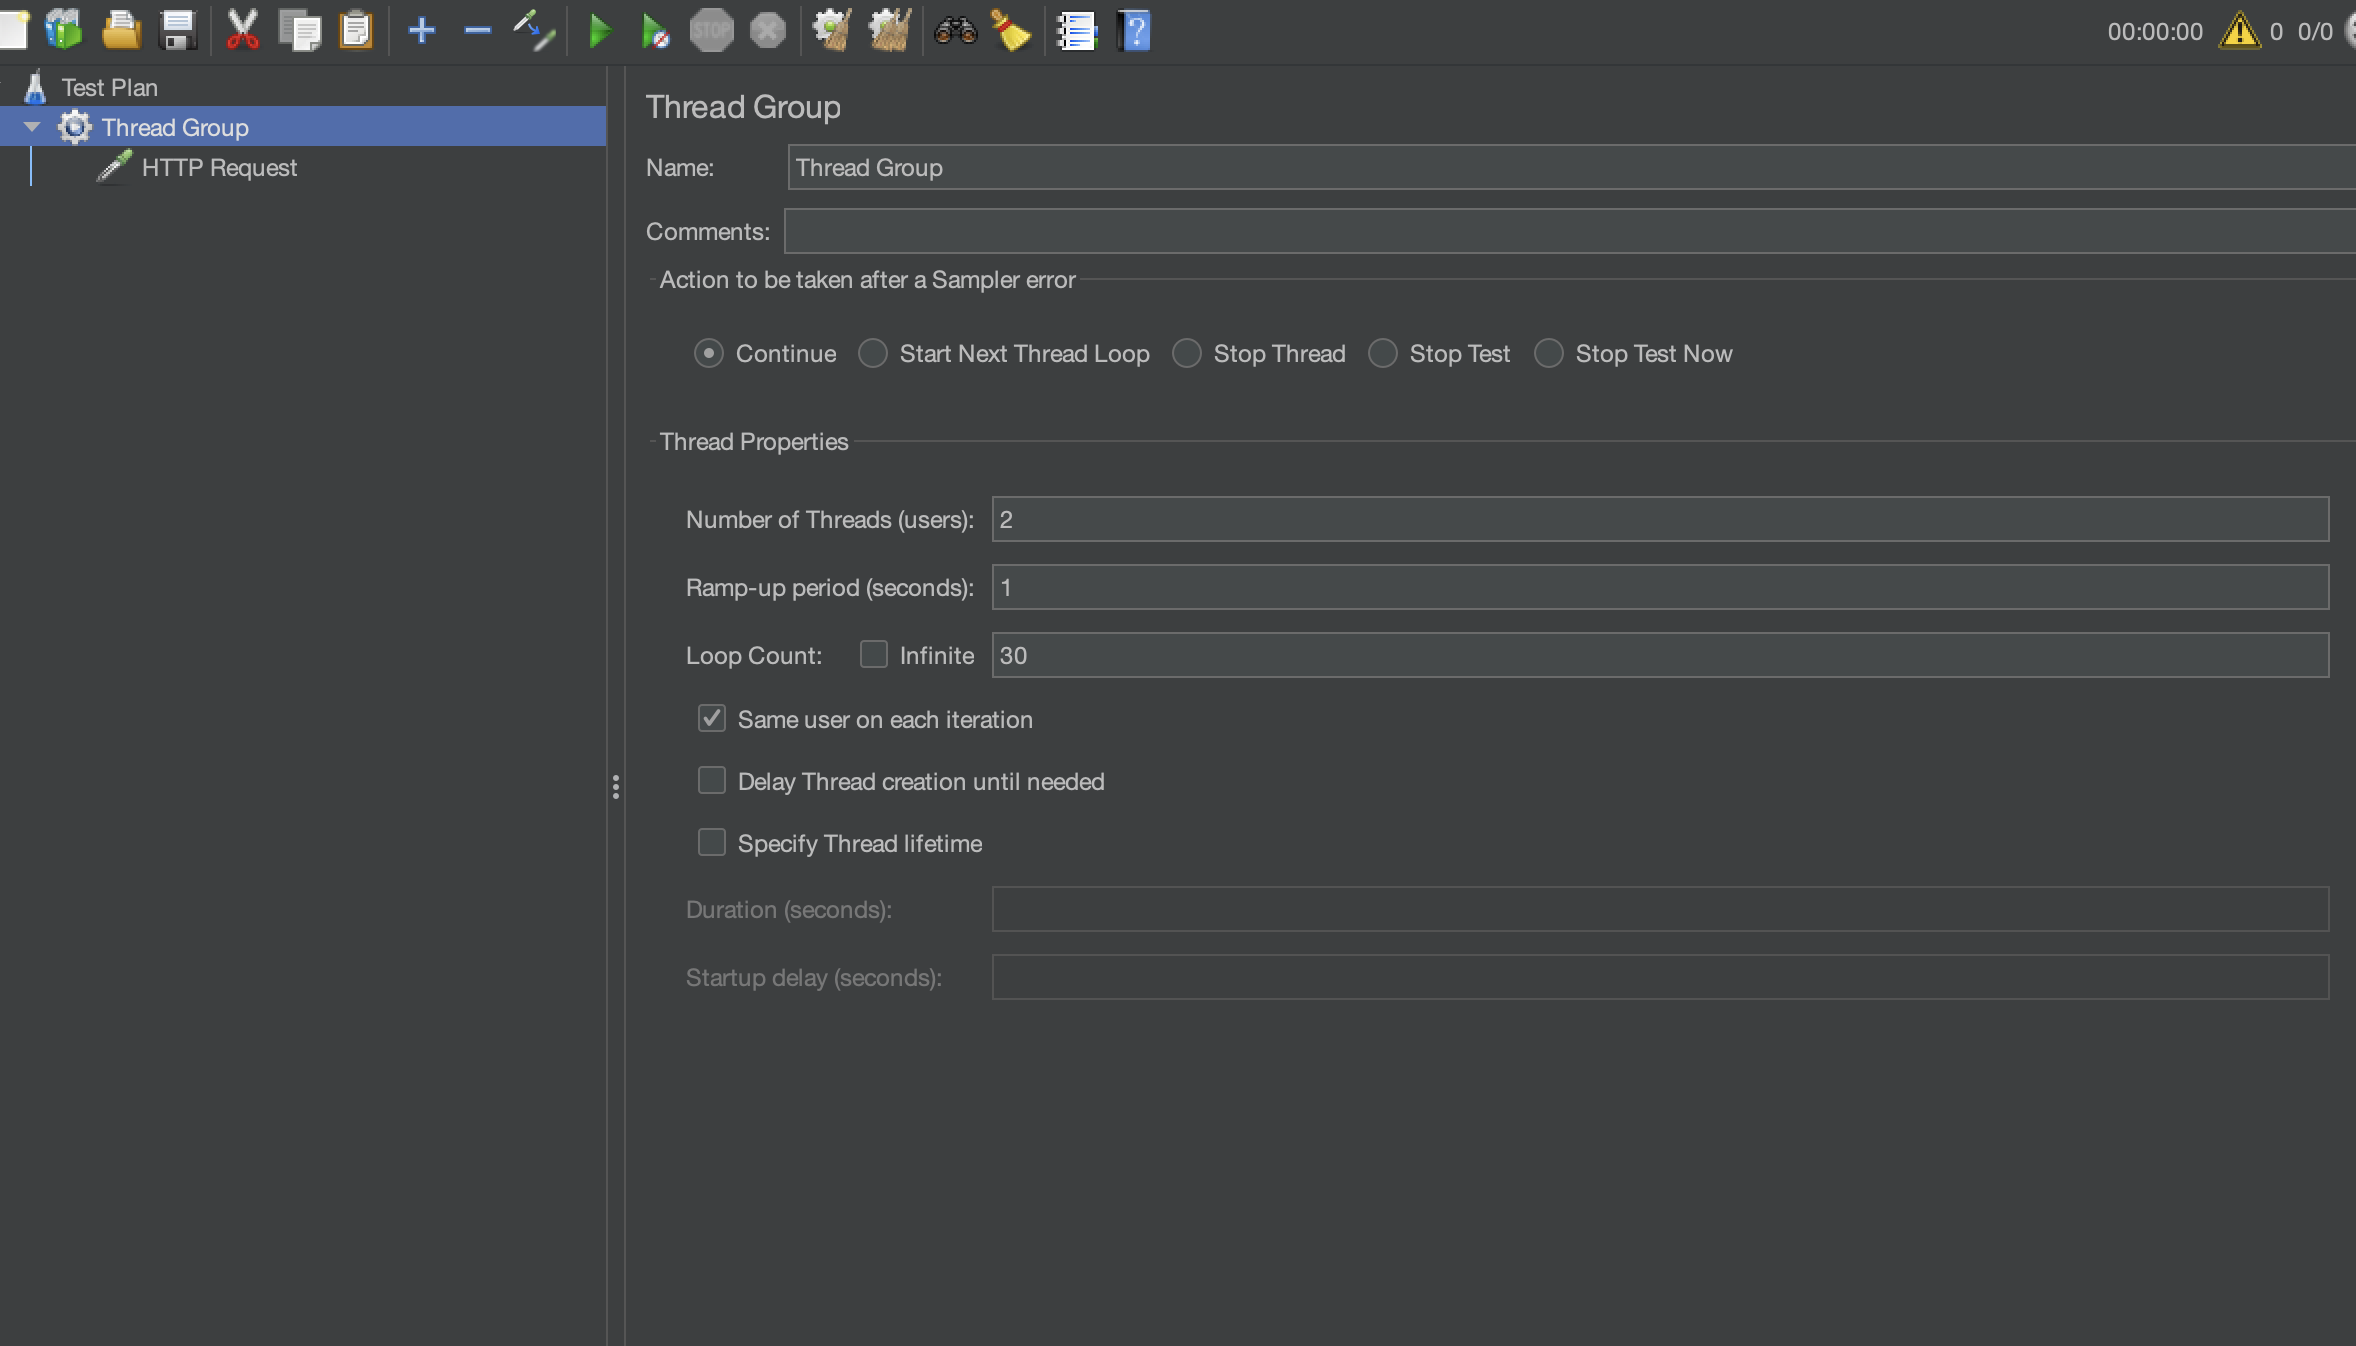 STOP
00:00:00 0 0/0
Test Plan
Thread Group
HTTP Request
Thread Group
Name: Thread Group
Comments:
Action to be taken after a Sampler error
Continue Start Next Thread Loop Stop Thread Stop Test Stop Test Now
Thread Properties
Number of Threads (users): 2
Ramp-up period (seconds): 1
Loop Count: Infinite 30
Same user on each iteration
Delay Thread creation until needed
Specify Thread lifetime
Duration (seconds):
Startup delay (seconds):